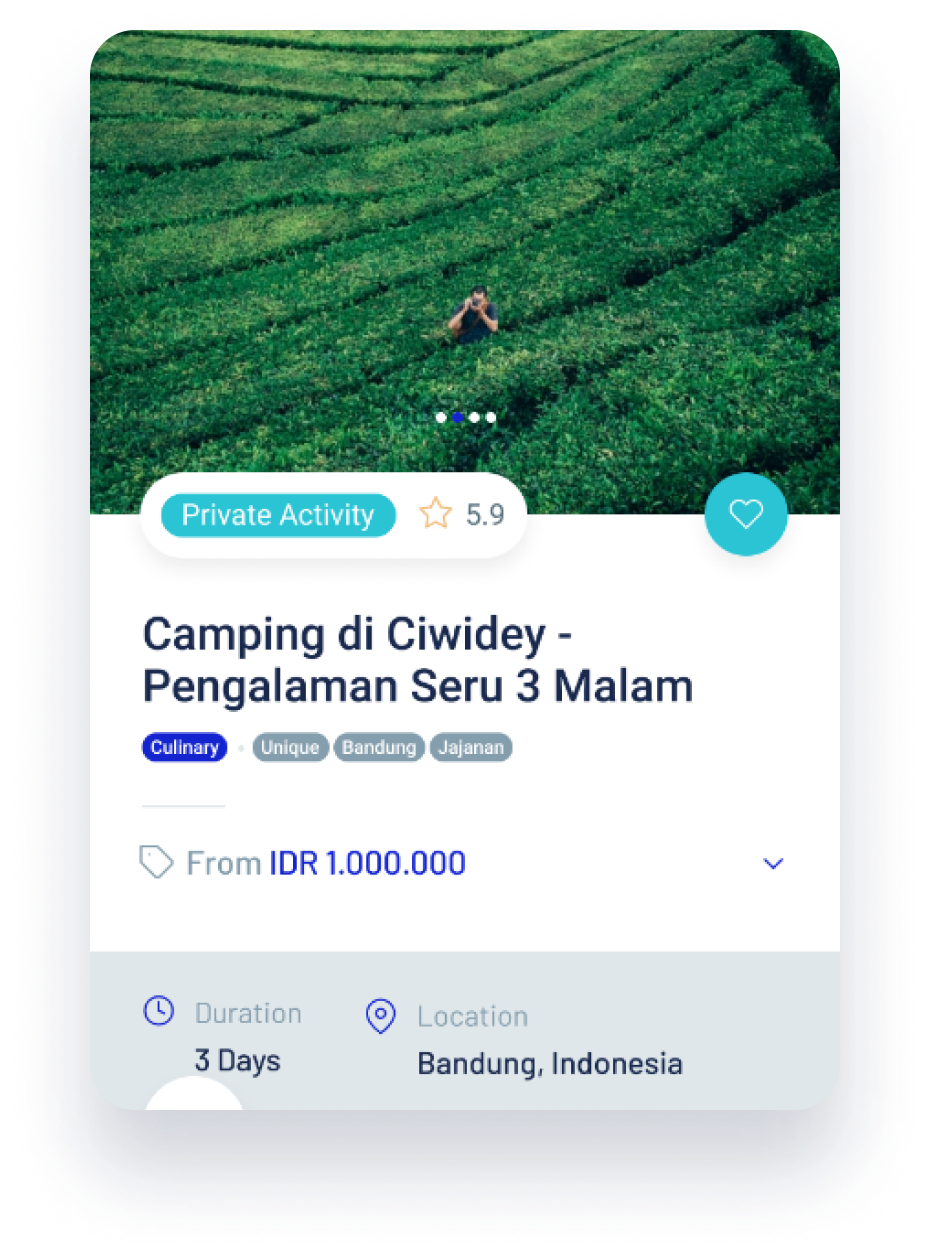 Private Activity 5.9
Camping di Ciwidey -
Pengalaman Seru 3 Malam
Culinary Unique Bandung Jajanan
From IDR 1.000.000
Duration Location
3 Days Bandung, Indonesia